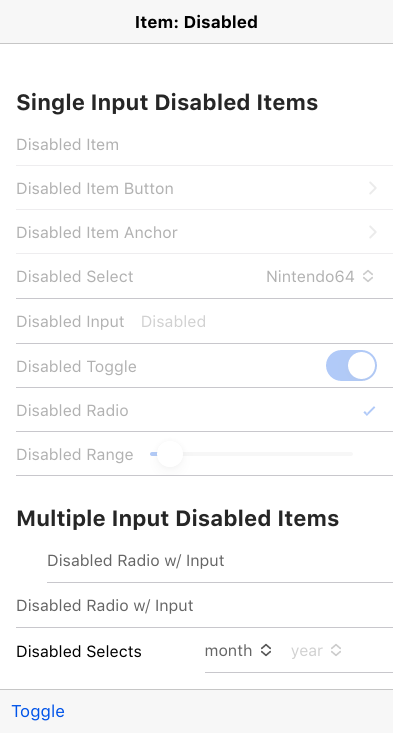 Item: Disabled
Single Input Disabled Items
Disabled Item
Disabled Item Button
Disabled Item Anchor
Disabled Select Nintendo64
Disabled Input Disabled
Disabled Toggle
Disabled Radio
Disabled Range
Multiple Input Disabled Items
Disabled Radio w/ Input
Disabled Radio w/ Input
Disabled Selects month year
Toggle